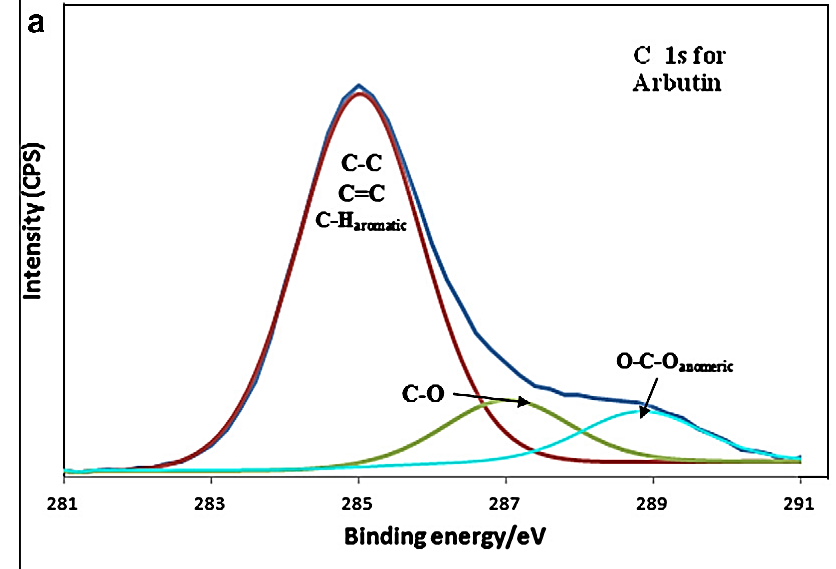 a
C 1s for
Arbutin
Intensity (CPS)
C-C
C=C
C-Haromatic
C-O
O-C-Oanomeric
281 283 285 287 289 291
Binding energy/eV